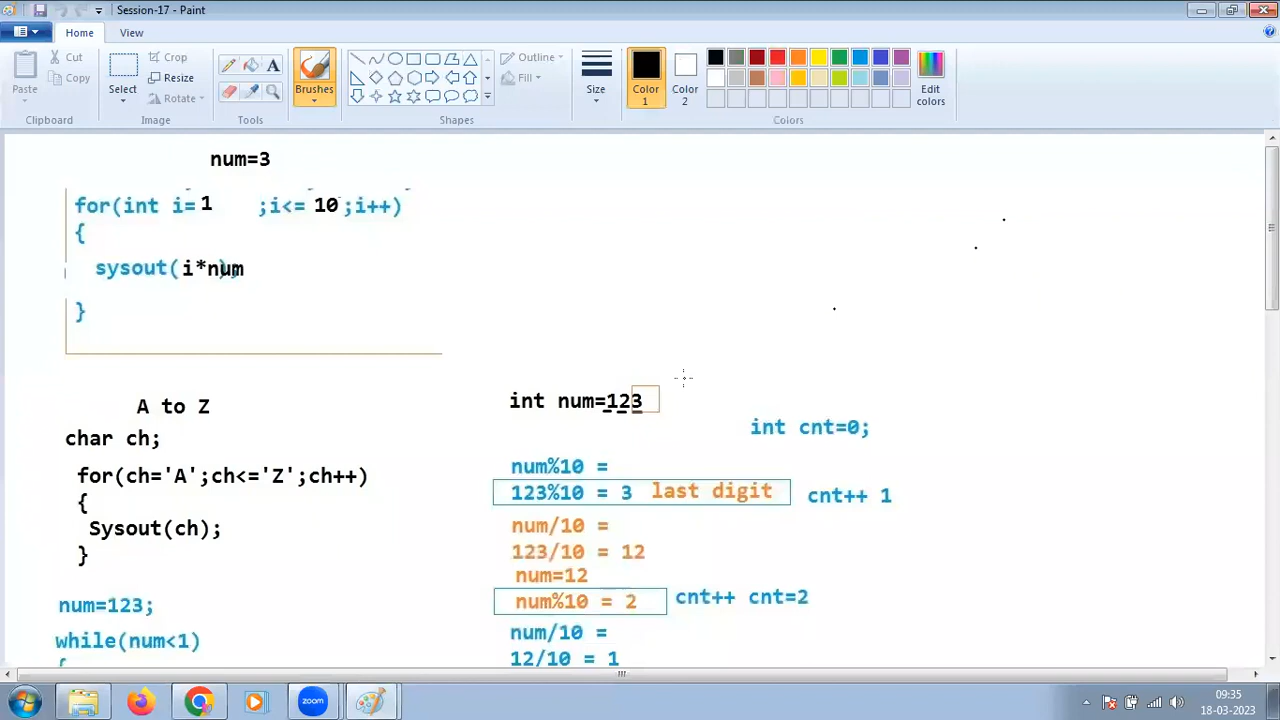 Session-17 - Paint
Home
View
Paste
Cut
Copy
Clipboard
Select
Crop
Resize
Rotate
Image
A
Tools
Brushes
Outline
Fill
Shapes
Size
Color 1
Color 2
Edit colors
Colors
num=3
for(int i= 1 ;i<= 10 ;i++)
{
sysout( i*num
}
A to Z
char ch;
for(ch='A';ch<='Z';ch++)
{
Sysout(ch);
}
num=123;
while(num<1)
{
int num=123
int cnt=0;
num%10 =
123%10 = 3 last digit
cnt++ 1
num/10 =
123/10 = 12
num=12
num%10 = 2
cnt++ cnt=2
num/10 =
12/10 = 1
zoom
09:35
18-03-2023